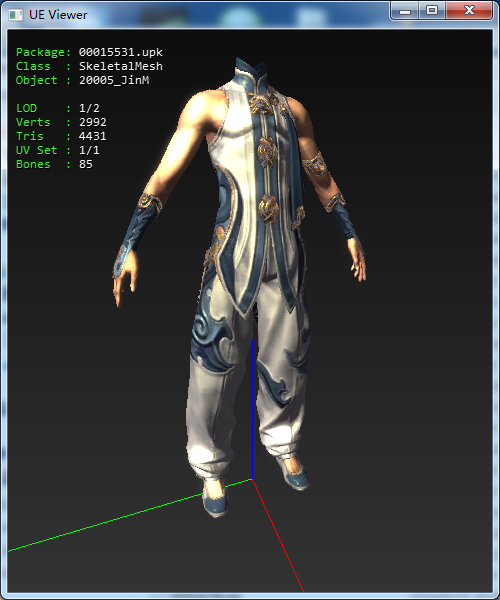 UE Viewer
Package: 00015531.upk
Class : SkeletalMesh
Object : 20005_JinM
LOD : 1/2
Verts : 2992
Tris : 4431
UV Set : 1/1
Bones : 85